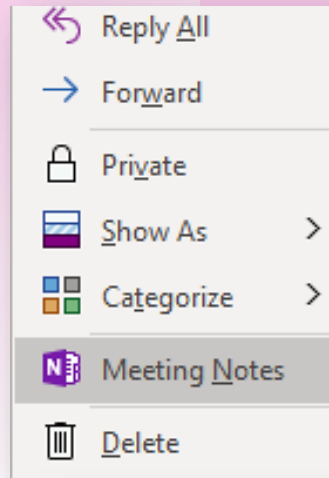 Reply All
Forward
Private
Show As
Categorize
Meeting Notes
Delete